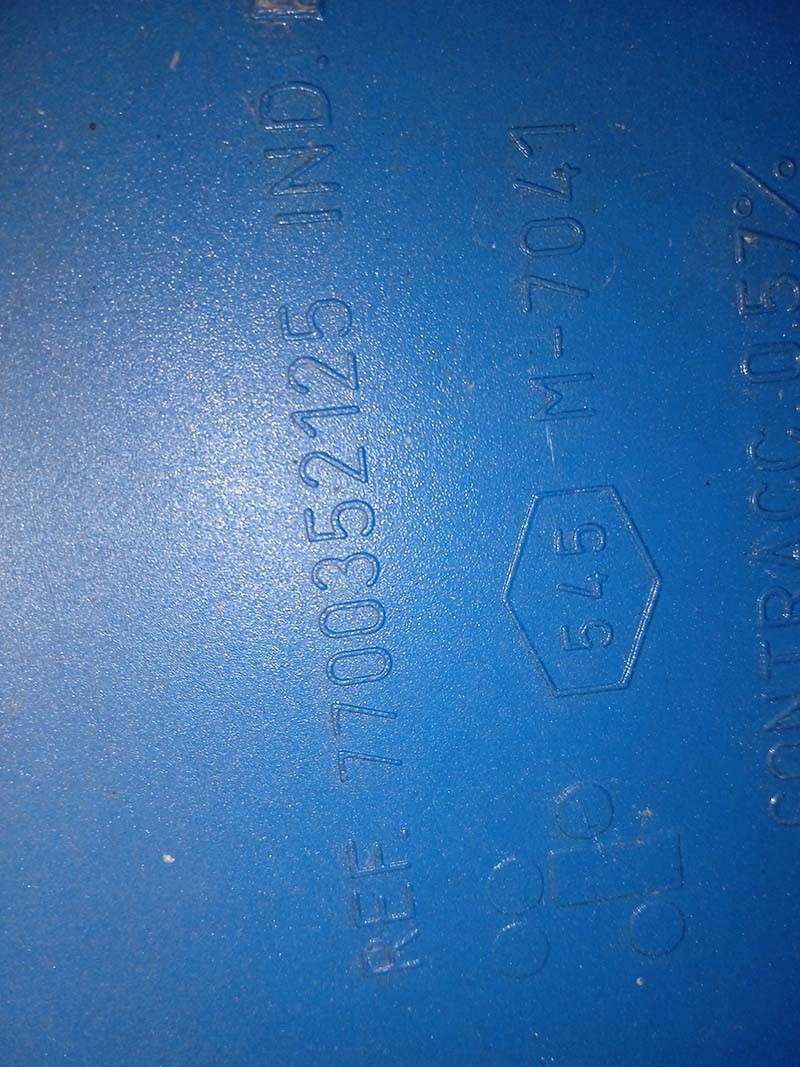 REF. 7700352125 IND.
545 M-7041
CONTRACC. 0.57%